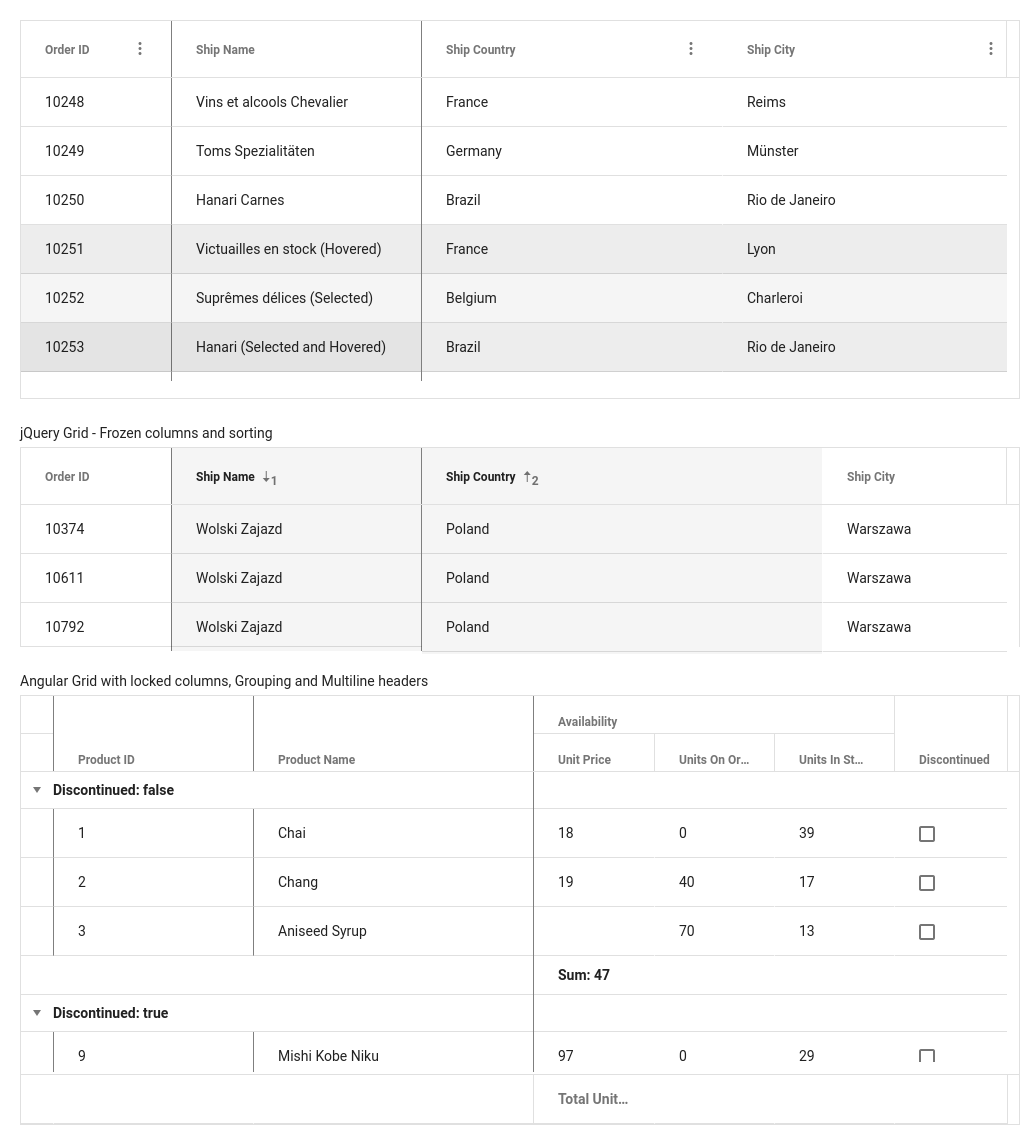 Order ID Ship Name Ship Country Ship City
10248 Vins et alcools Chevalier France Reims
10249 Toms Spezialitäten Germany Münster
10250 Hanari Carnes Brazil Rio de Janeiro
10251 Victuailles en stock (Hovered) France Lyon
10252 Suprêmes délices (Selected) Belgium Charleroi
10253 Hanari (Selected and Hovered) Brazil Rio de Janeiro
jQuery Grid - Frozen columns and sorting
Order ID Ship Name ↓1 Ship Country ↑2 Ship City
10374 Wolski Zajazd Poland Warszawa
10611 Wolski Zajazd Poland Warszawa
10792 Wolski Zajazd Poland Warszawa
Angular Grid with locked columns, Grouping and Multiline headers
Availability
Product ID Product Name Unit Price Units On Or... Units In St... Discontinued
Discontinued: false
1 Chai 18 0 39
2 Chang 19 40 17
3 Aniseed Syrup 70 13
Sum: 47
Discontinued: true
9 Mishi Kobe Niku 97 0 29
Total Unit...